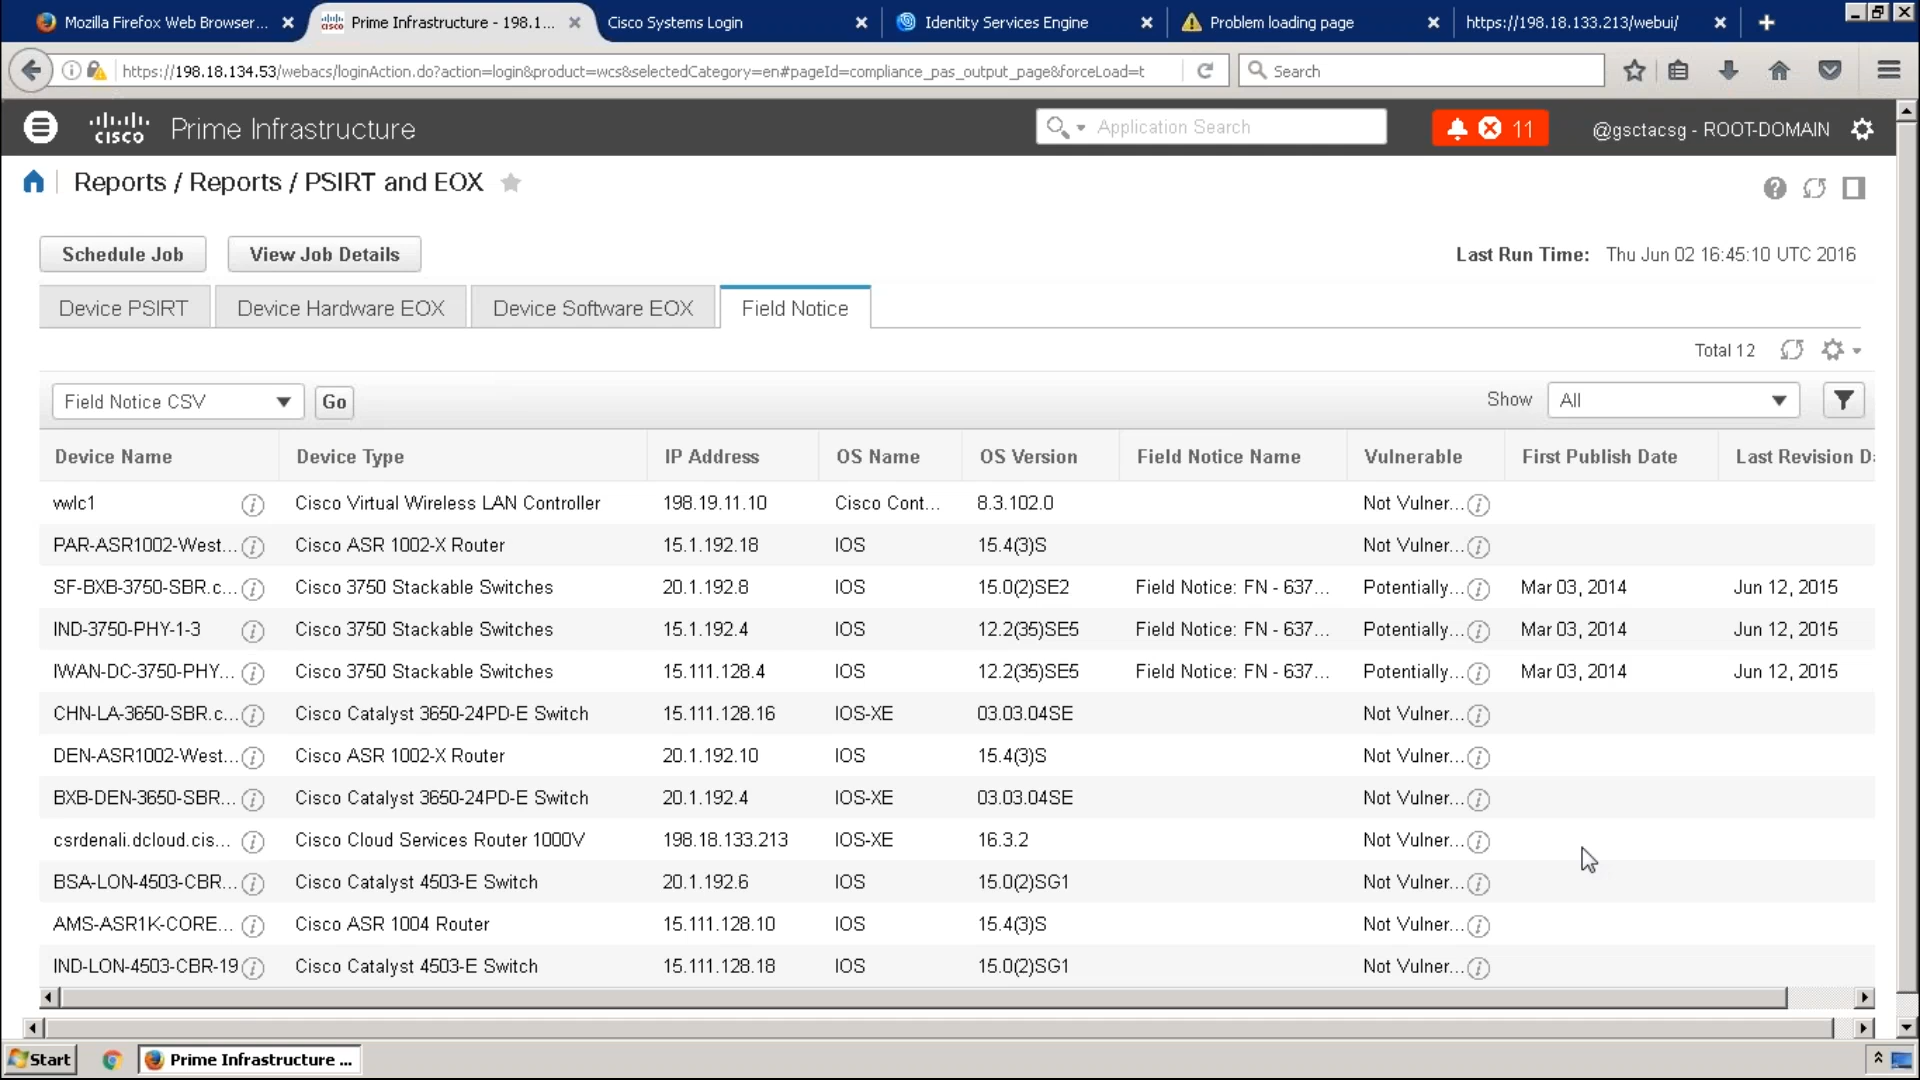 Mozilla Firefox Web Browser... Prime Infrastructure - 198.1... Cisco Systems Login Identity Services Engine Problem loading page https://198.18.133.213/webui/
https://198.18.134.53/webacs/loginAction.do?action=login&product=wcs&selectedCategory=en#pageId=compliance_pas_output_page&forceLoad=t Search
cisco Prime Infrastructure Application Search 11 @gsctacsg - ROOT-DOMAIN
Reports / Reports / PSIRT and EOX
Schedule Job View Job Details Last Run Time: Thu Jun 02 16:45:10 UTC 2016
Device PSIRT Device Hardware EOX Device Software EOX Field Notice
Total 12
Field Notice CSV Go Show All
Device Name Device Type IP Address OS Name OS Version Field Notice Name Vulnerable First Publish Date Last Revision Da
vwlc1 Cisco Virtual Wireless LAN Controller 198.19.11.10 Cisco Cont... 8.3.102.0 Not Vulner...
PAR-ASR1002-West... Cisco ASR 1002-X Router 15.1.192.18 IOS 15.4(3)S Not Vulner...
SF-BXB-3750-SBR.c... Cisco 3750 Stackable Switches 20.1.192.8 IOS 15.0(2)SE2 Field Notice: FN - 637... Potentially... Mar 03, 2014 Jun 12, 2015
IND-3750-PHY-1-3 Cisco 3750 Stackable Switches 15.1.192.4 IOS 12.2(35)SE5 Field Notice: FN - 637... Potentially... Mar 03, 2014 Jun 12, 2015
IWAN-DC-3750-PHY... Cisco 3750 Stackable Switches 15.111.128.4 IOS 12.2(35)SE5 Field Notice: FN - 637... Potentially... Mar 03, 2014 Jun 12, 2015
CHN-LA-3650-SBR.c... Cisco Catalyst 3650-24PD-E Switch 15.111.128.16 IOS-XE 03.03.04SE Not Vulner...
DEN-ASR1002-West... Cisco ASR 1002-X Router 20.1.192.10 IOS 15.4(3)S Not Vulner...
BXB-DEN-3650-SBR... Cisco Catalyst 3650-24PD-E Switch 20.1.192.4 IOS-XE 03.03.04SE Not Vulner...
csrdenali.dcloud.cis... Cisco Cloud Services Router 1000V 198.18.133.213 IOS-XE 16.3.2 Not Vulner...
BSA-LON-4503-CBR... Cisco Catalyst 4503-E Switch 20.1.192.6 IOS 15.0(2)SG1 Not Vulner...
AMS-ASR1K-CORE... Cisco ASR 1004 Router 15.111.128.10 IOS 15.4(3)S Not Vulner...
IND-LON-4503-CBR-19 Cisco Catalyst 4503-E Switch 15.111.128.18 IOS 15.0(2)SG1 Not Vulner...
Start Prime Infrastructure ...